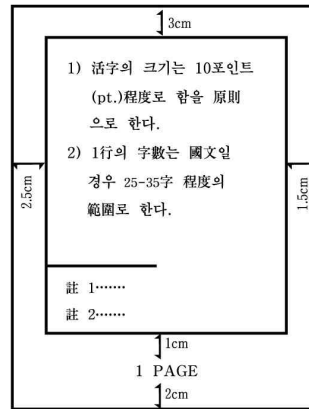 3cm
1) 活字의 크기는 10포인트
(pt.)程度로 함을 原則
으로 한다.
2) 1行의 字數는 國文일
경우 25-35字 程度의
範圍로 한다.
2.5cm
1.5cm
註 1·······
註 2·······
1cm
1 PAGE
2cm